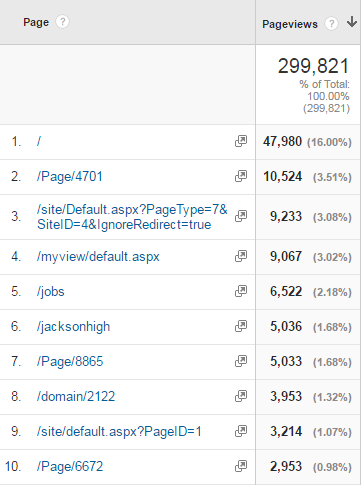 Page ? Pageviews ?
299,821
% of Total:
100.00%
(299,821)
1. / 47,980 (16.00%)
2. /Page/4701 10,524 (3.51%)
3. /site/Default.aspx?PageType=7& 9,233 (3.08%)
SiteID=4&IgnoreRedirect=true
4. /myview/default.aspx 9,067 (3.02%)
5. /jobs 6,522 (2.18%)
6. /jacksonhigh 5,036 (1.68%)
7. /Page/8865 5,033 (1.68%)
8. /domain/2122 3,953 (1.32%)
9. /site/default.aspx?PageID=1 3,214 (1.07%)
10. /Page/6672 2,953 (0.98%)